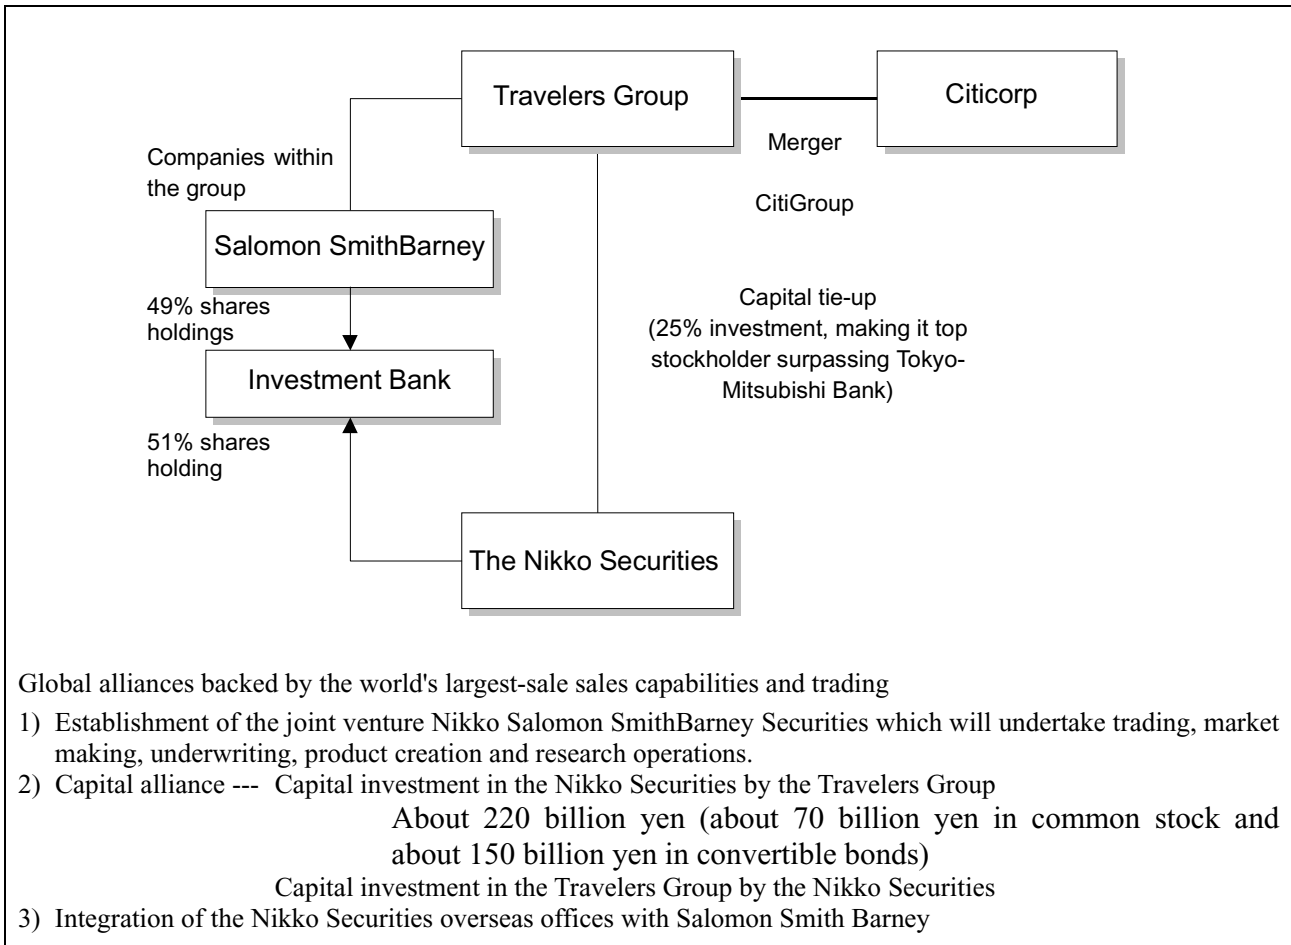 Travelers Group
Citicorp
Merger
CitiGroup
Companies within
the group
Salomon SmithBarney
49% shares
holdings
Investment Bank
51% shares
holding
Capital tie-up
(25% investment, making it top
stockholder surpassing Tokyo-
Mitsubishi Bank)
The Nikko Securities
Global alliances backed by the world's largest-sale sales capabilities and trading
1) Establishment of the joint venture Nikko Salomon SmithBarney Securities which will undertake trading, market
making, underwriting, product creation and research operations.
2) Capital alliance --- Capital investment in the Nikko Securities by the Travelers Group
About 220 billion yen (about 70 billion yen in common stock and
about 150 billion yen in convertible bonds)
Capital investment in the Travelers Group by the Nikko Securities
3) Integration of the Nikko Securities overseas offices with Salomon Smith Barney